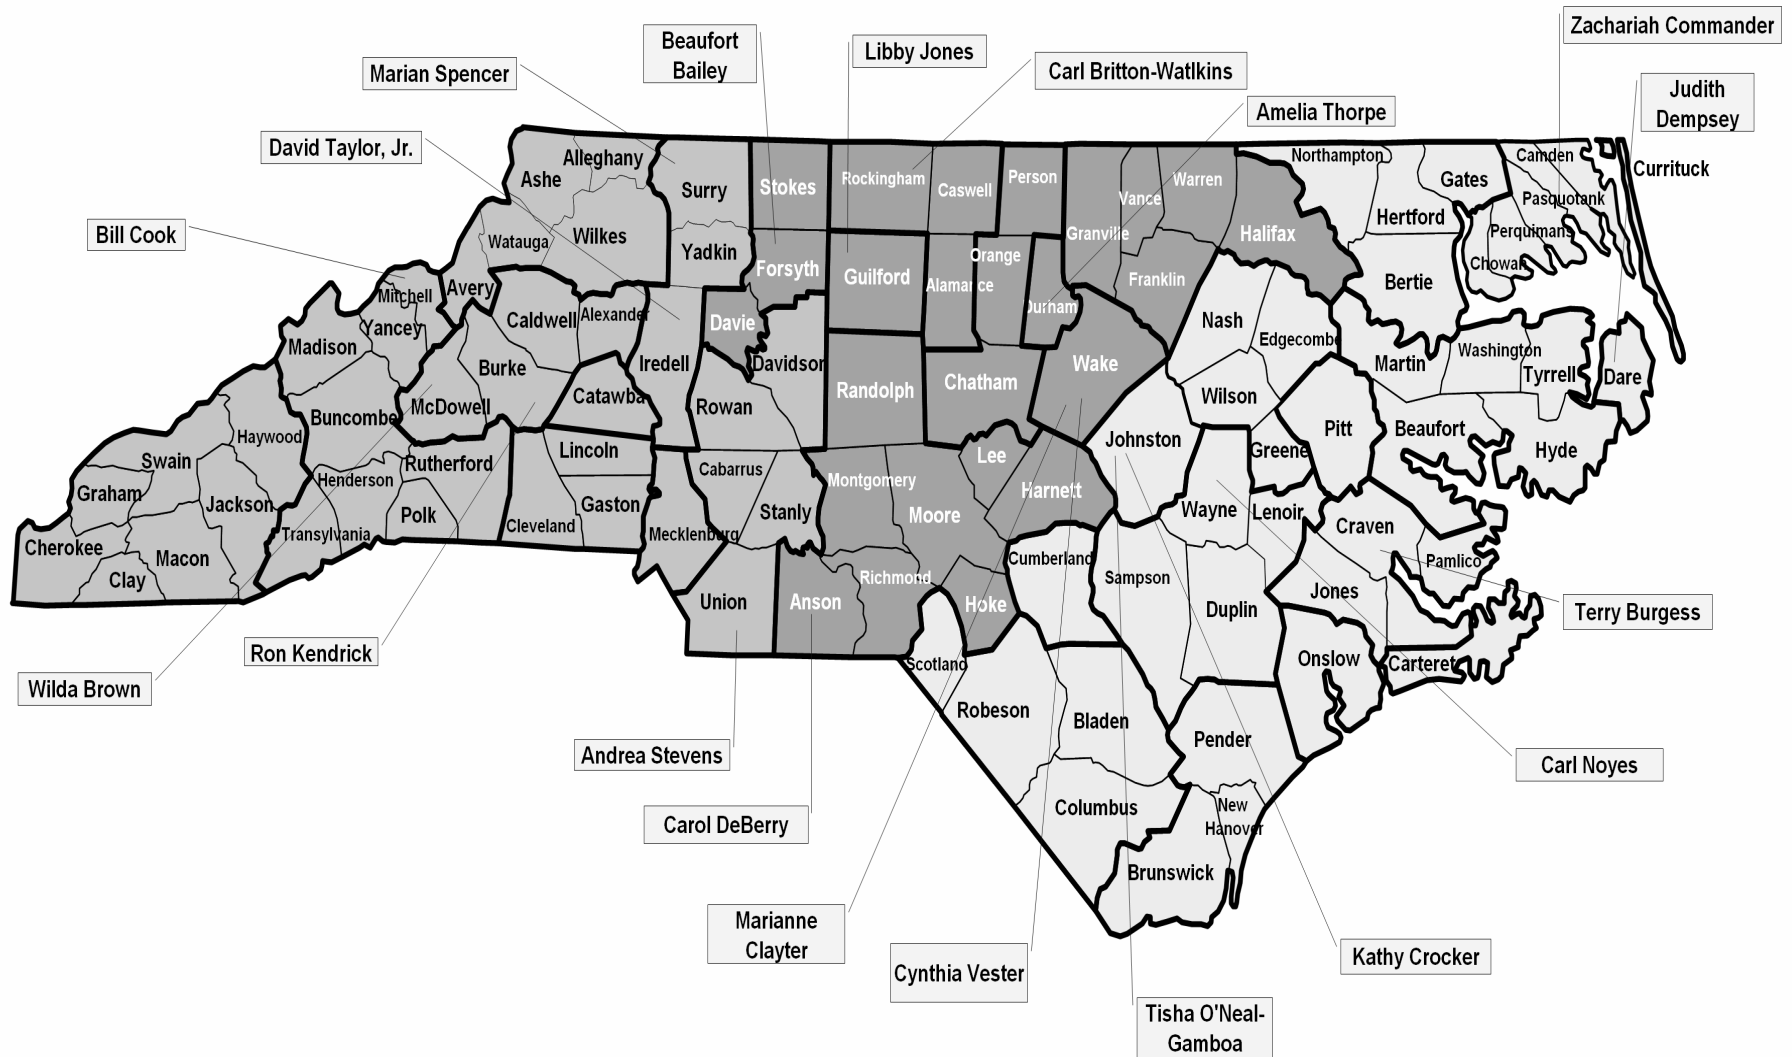 Zachariah Commander
Beaufort
Bailey
Libby Jones
Marian Spencer
Carl Britton-Watlkins
Judith
Dempsey
Amelia Thorpe
David Taylor, Jr.
Bill Cook
Alleghany
Ashe
Surry
Stokes
Rockingham
Caswell
Person
Vance
Warren
Northampton
Gates
Camden
Currituck
Pasquotank
Watauga
Wilkes
Yadkin
Forsyth
Guilford
Alamance
Orange
Granville
Durham
Franklin
Halifax
Hertford
Perquimans
Chowan
Bertie
Mitchell
Avery
Yancey
Caldwell
Alexander
Davie
Madison
Burke
Iredell
Davidson
Randolph
Chatham
Wake
Nash
Edgecombe
Martin
Washington
Tyrrell
Dare
McDowell
Catawba
Rowan
Wilson
Buncombe
Haywood
Swain
Lincoln
Johnston
Greene
Pitt
Beaufort
Hyde
Rutherford
Henderson
Graham
Jackson
Cabarrus
Montgomery
Lee
Harnett
Gaston
Stanly
Moore
Wayne
Lenoir
Craven
Polk
Cleveland
Transylvania
Mecklenburg
Cherokee
Macon
Clay
Cumberland
Sampson
Pamlico
Richmond
Union
Anson
Hoke
Duplin
Jones
Terry Burgess
Ron Kendrick
Wilda Brown
Scotland
Onslow
Carteret
Robeson
Bladen
Pender
Andrea Stevens
Carl Noyes
Carol DeBerry
Columbus
New
Hanover
Brunswick
Marianne
Clayter
Cynthia Vester
Kathy Crocker
Tisha O'Neal-
Gamboa